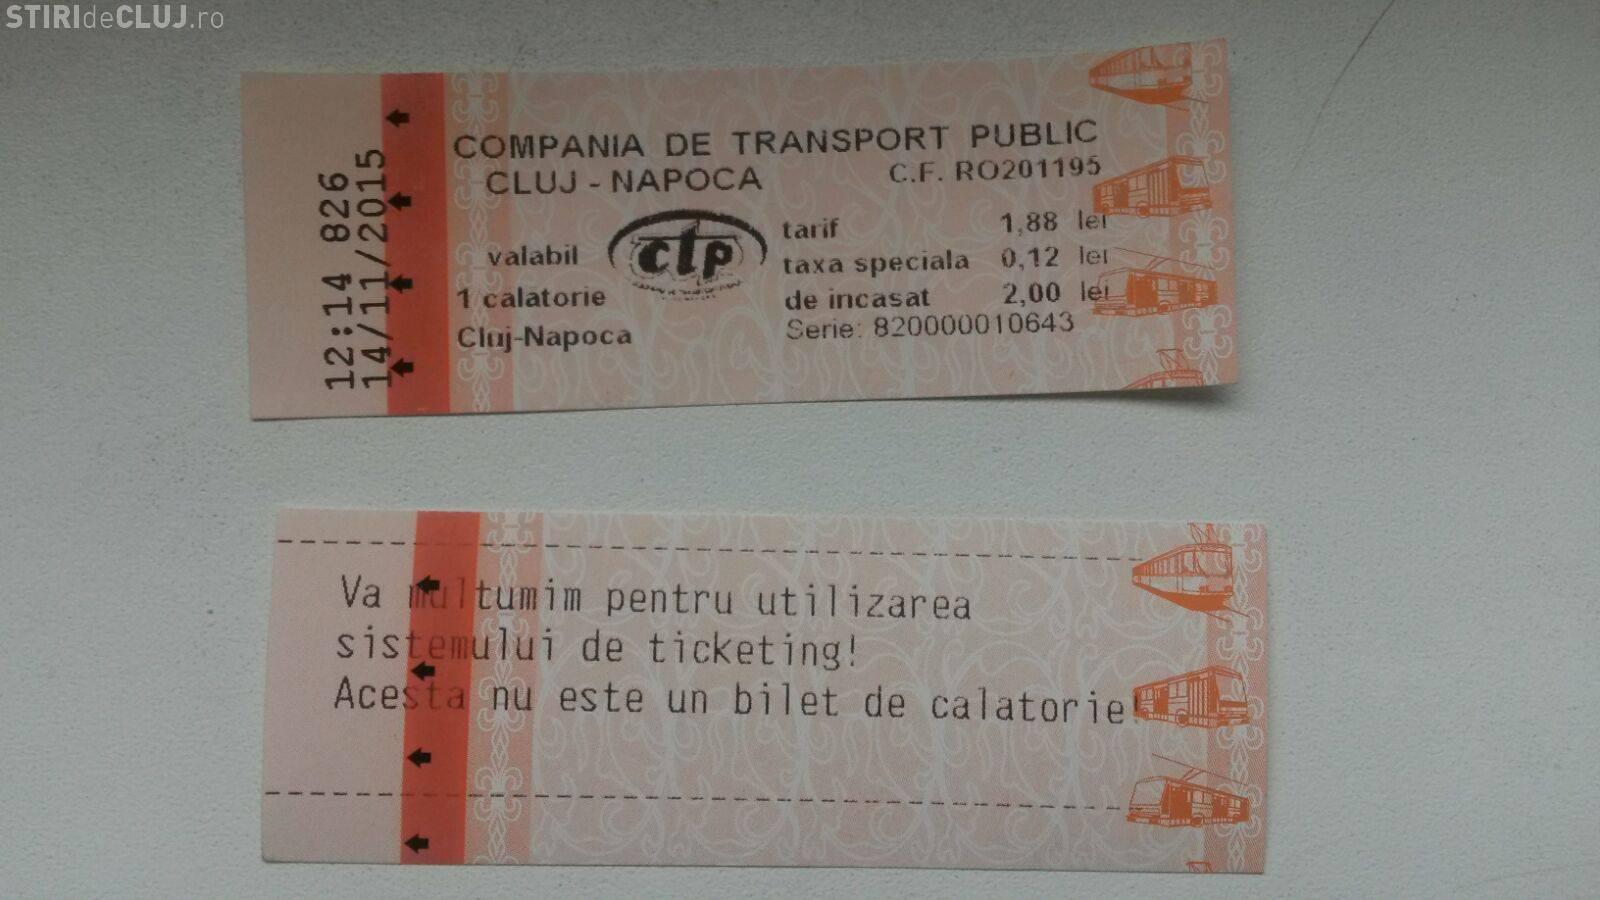 STIRIdeCLUJ.ro
12:14 826
14/11/2015
COMPANIA DE TRANSPORT PUBLIC
CLUJ - NAPOCA C.F. RO201195
valabil
1 calatorie
Cluj-Napoca
ctp
tarif 1,88 lei
taxa speciala 0,12 lei
de incasat 2,00 lei
Serie: 820000010643
Va multumim pentru utilizarea
sistemului de ticketing!
Acesta nu este un bilet de calatorie!